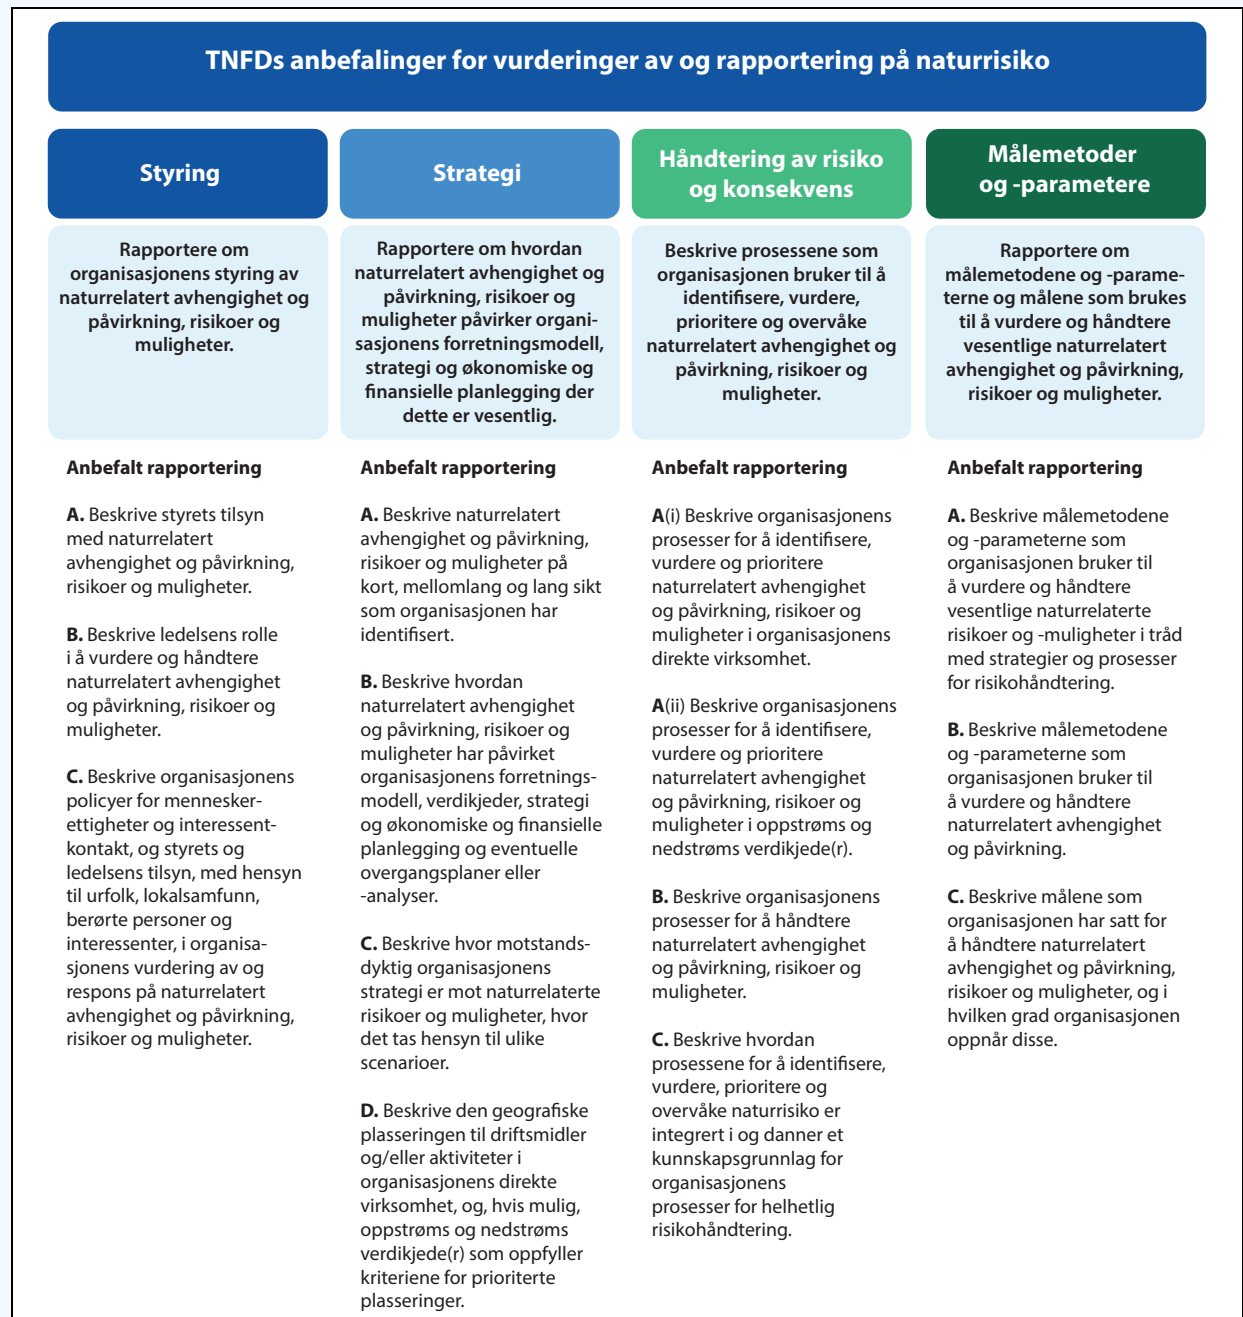 TNFDs anbefalinger for vurderinger av og rapportering på naturrisiko
Styring
Rapportere om
organisasjonens styring av
naturrelatert avhengighet og
påvirkning, risikoer og
muligheter.
Anbefalt rapportering
A. Beskrive styrets tilsyn
med naturrelatert
avhengighet og påvirkning,
risikoer og muligheter.
B. Beskrive ledelsens rolle
i å vurdere og håndtere
naturrelatert avhengighet
og påvirkning, risikoer og
muligheter.
C. Beskrive organisasjonens
policyer for mennesker-
ettigheter og interessent-
kontakt, og styrets og
ledelsens tilsyn, med hensyn
til urfolk, lokalsamfunn,
berørte personer og
interessenter, i organisa-
sjonens vurdering av og
respons på naturrelatert
avhengighet og påvirkning,
risikoer og muligheter.
Strategi
Rapportere om hvordan
naturrelatert avhengighet og
påvirkning, risikoer og
muligheter påvirker organi-
sasjonens forretningsmodell,
strategi og økonomiske og
finansielle planlegging der
dette er vesentlig.
Anbefalt rapportering
A. Beskrive naturrelatert
avhengighet og påvirkning,
risikoer og muligheter på
kort, mellomlang og lang sikt
som organisasjonen har
identifisert.
B. Beskrive hvordan
naturrelatert avhengighet
og påvirkning, risikoer og
muligheter har påvirket
organisasjonens forretnings-
modell, verdikjeder, strategi
og økonomiske og finansielle
planlegging og eventuelle
overgangsplaner eller
-analyser.
C. Beskrive hvor motstands-
dyktig organisasjonens
strategi er mot naturrelaterte
risikoer og muligheter, hvor
det tas hensyn til ulike
scenarioer.
D. Beskrive den geografiske
plasseringen til driftsmidler
og/eller aktiviteter i
organisasjonens direkte
virksomhet, og, hvis mulig,
oppstrøms og nedstrøms
verdikjede(r) som oppfyller
kriteriene for prioriterte
plasseringer.
Håndtering av risiko
og konsekvens
Beskrive prosessene som
organisasjonen bruker til å
identifisere, vurdere,
prioritere og overvåke
naturrelatert avhengighet og
påvirkning, risikoer og
muligheter.
Anbefalt rapportering
A(i) Beskrive organisasjonens
prosesser for å identifisere,
vurdere og prioritere
naturrelatert avhengighet
og påvirkning, risikoer og
muligheter i organisasjonens
direkte virksomhet.
A(ii) Beskrive organisasjonens
prosesser for å identifisere,
vurdere og prioritere
naturrelatert avhengighet
og påvirkning, risikoer og
muligheter i oppstrøms og
nedstrøms verdikjede(r).
B. Beskrive organisasjonens
prosesser for å håndtere
naturrelatert avhengighet
og påvirkning, risikoer og
muligheter.
C. Beskrive hvordan
prosessene for å identifisere,
vurdere, prioritere og
overvåke naturrisiko er
integrert i og danner et
kunnskapsgrunnlag for
organisasjonens
prosesser for helhetlig
risikohåndtering.
Målemetoder
og -parametere
Rapportere om
målemetodene og -parame-
terne og målene som brukes
til å vurdere og håndtere
vesentlige naturrelatert
avhengighet og påvirkning,
risikoer og muligheter.
Anbefalt rapportering
A. Beskrive målemetodene
og -parameterne som
organisasjonen bruker til
å vurdere og håndtere
vesentlige naturrelaterte
risikoer og -muligheter i tråd
med strategier og prosesser
for risikohåndtering.
B. Beskrive målemetodene
og -parameterne som
organisasjonen bruker til
å vurdere og håndtere
naturrelatert avhengighet
og påvirkning.
C. Beskrive målene som
organisasjonen har satt for
å håndtere naturrelatert
avhengighet og påvirkning,
risikoer og muligheter, og i
hvilken grad organisasjonen
oppnår disse.